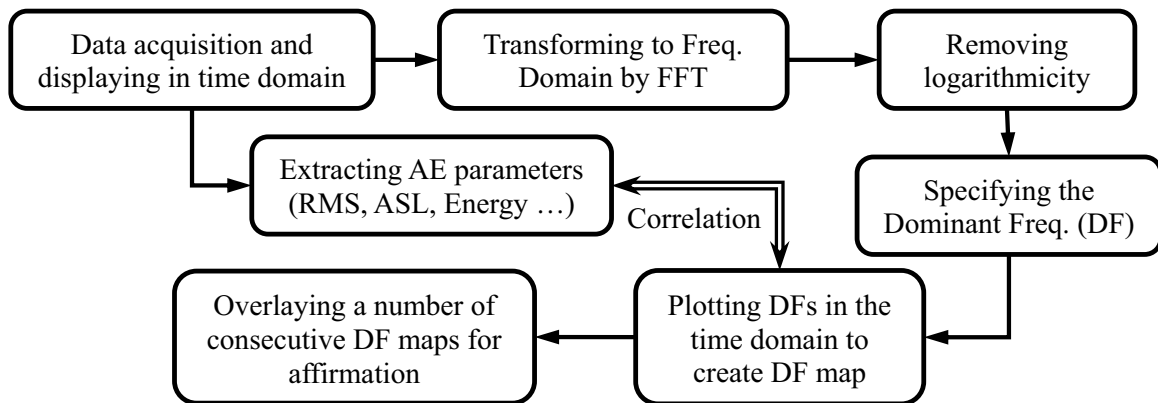 Data acquisition and
displaying in time domain
Transforming to Freq.
Domain by FFT
Removing
logarithmicity
Extracting AE parameters
(RMS, ASL, Energy …)
Correlation
Specifying the
Dominant Freq. (DF)
Overlaying a number of
consecutive DF maps for
affirmation
Plotting DFs in the
time domain to
create DF map